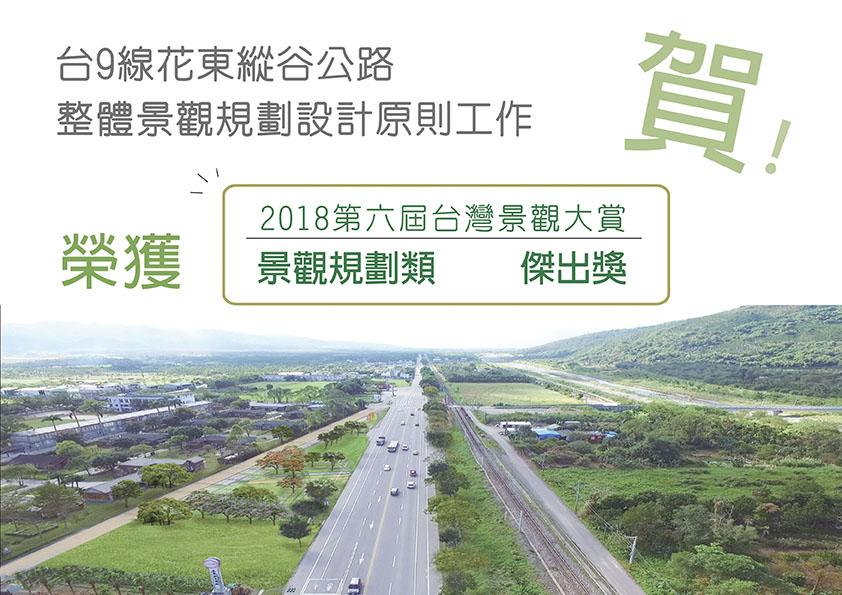 台9線花東縱谷公路
整體景觀規劃設計原則工作
賀！
榮獲
2018第六屆台灣景觀大賞
景觀規劃類 傑出獎